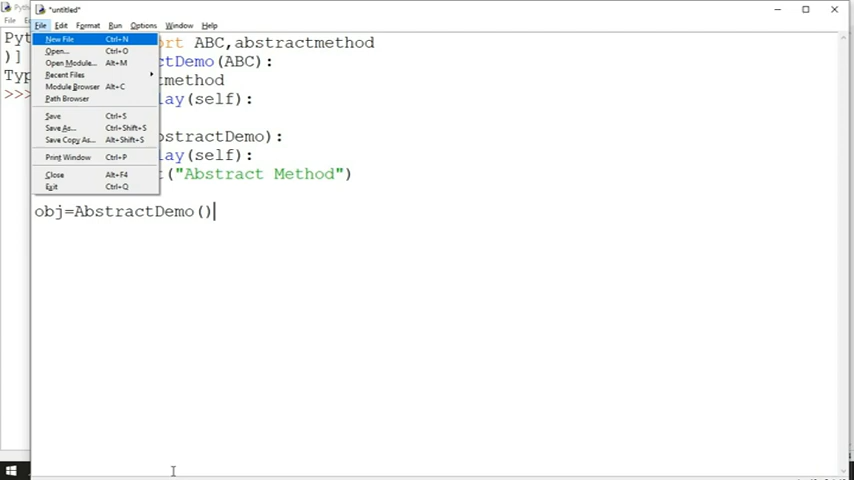 *untitled*
File Edit Format Run Options Window Help
New File Ctrl+N
Open... Ctrl+O
Open Module... Alt+M
Recent Files
Module Browser Alt+C
Path Browser
Save Ctrl+S
Save As... Ctrl+Shift+S
Save Copy As... Alt+Shift+S
Print Window Ctrl+P
Close Alt+F4
Exit Ctrl+Q
ort ABC,abstractmethod
ctDemo(ABC):
tmethod
lay(self):
bstractDemo):
lay(self):
t("Abstract Method")
obj=AbstractDemo()
Pyt
File
)]
Typ
>>>